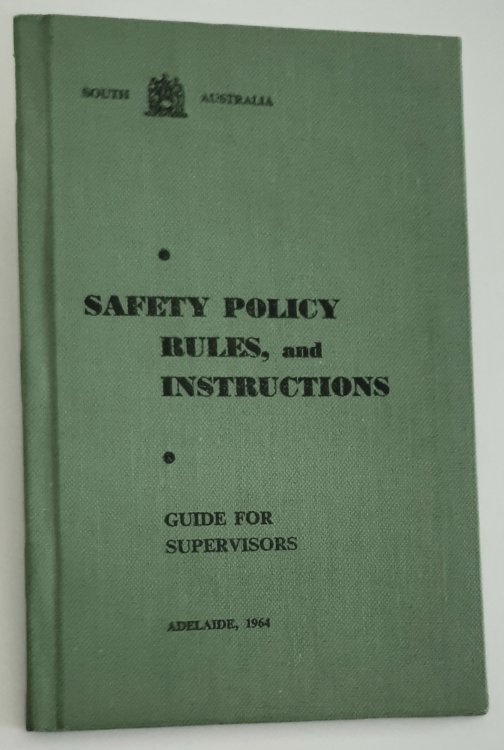 SOUTH AUSTRALIA
SAFETY POLICY
RULES, and
INSTRUCTIONS
GUIDE FOR
SUPERVISORS
ADELAIDE, 1964